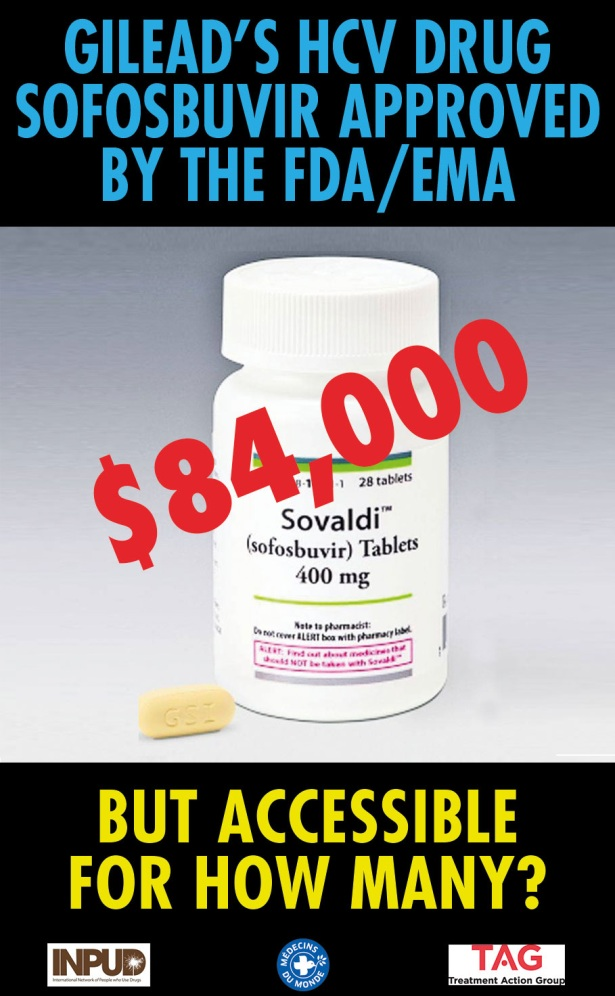 GILEAD'S HCV DRUG
SOFOSBUVIR APPROVED
BY THE FDA/EMA
$84,000
28 tablets
Sovaldi™
(sofosbuvir) Tablets
400 mg
Note to pharmacist:
Do not cover ALERT box with pharmacy label.
ALERT: Find out about medicines that
should NOT be taken with Sovaldi™
GSI
BUT ACCESSIBLE
FOR HOW MANY?
INPUD
International Network of People who Use Drugs
MÉDECINS
DU MONDE
TAG
Treatment Action Group